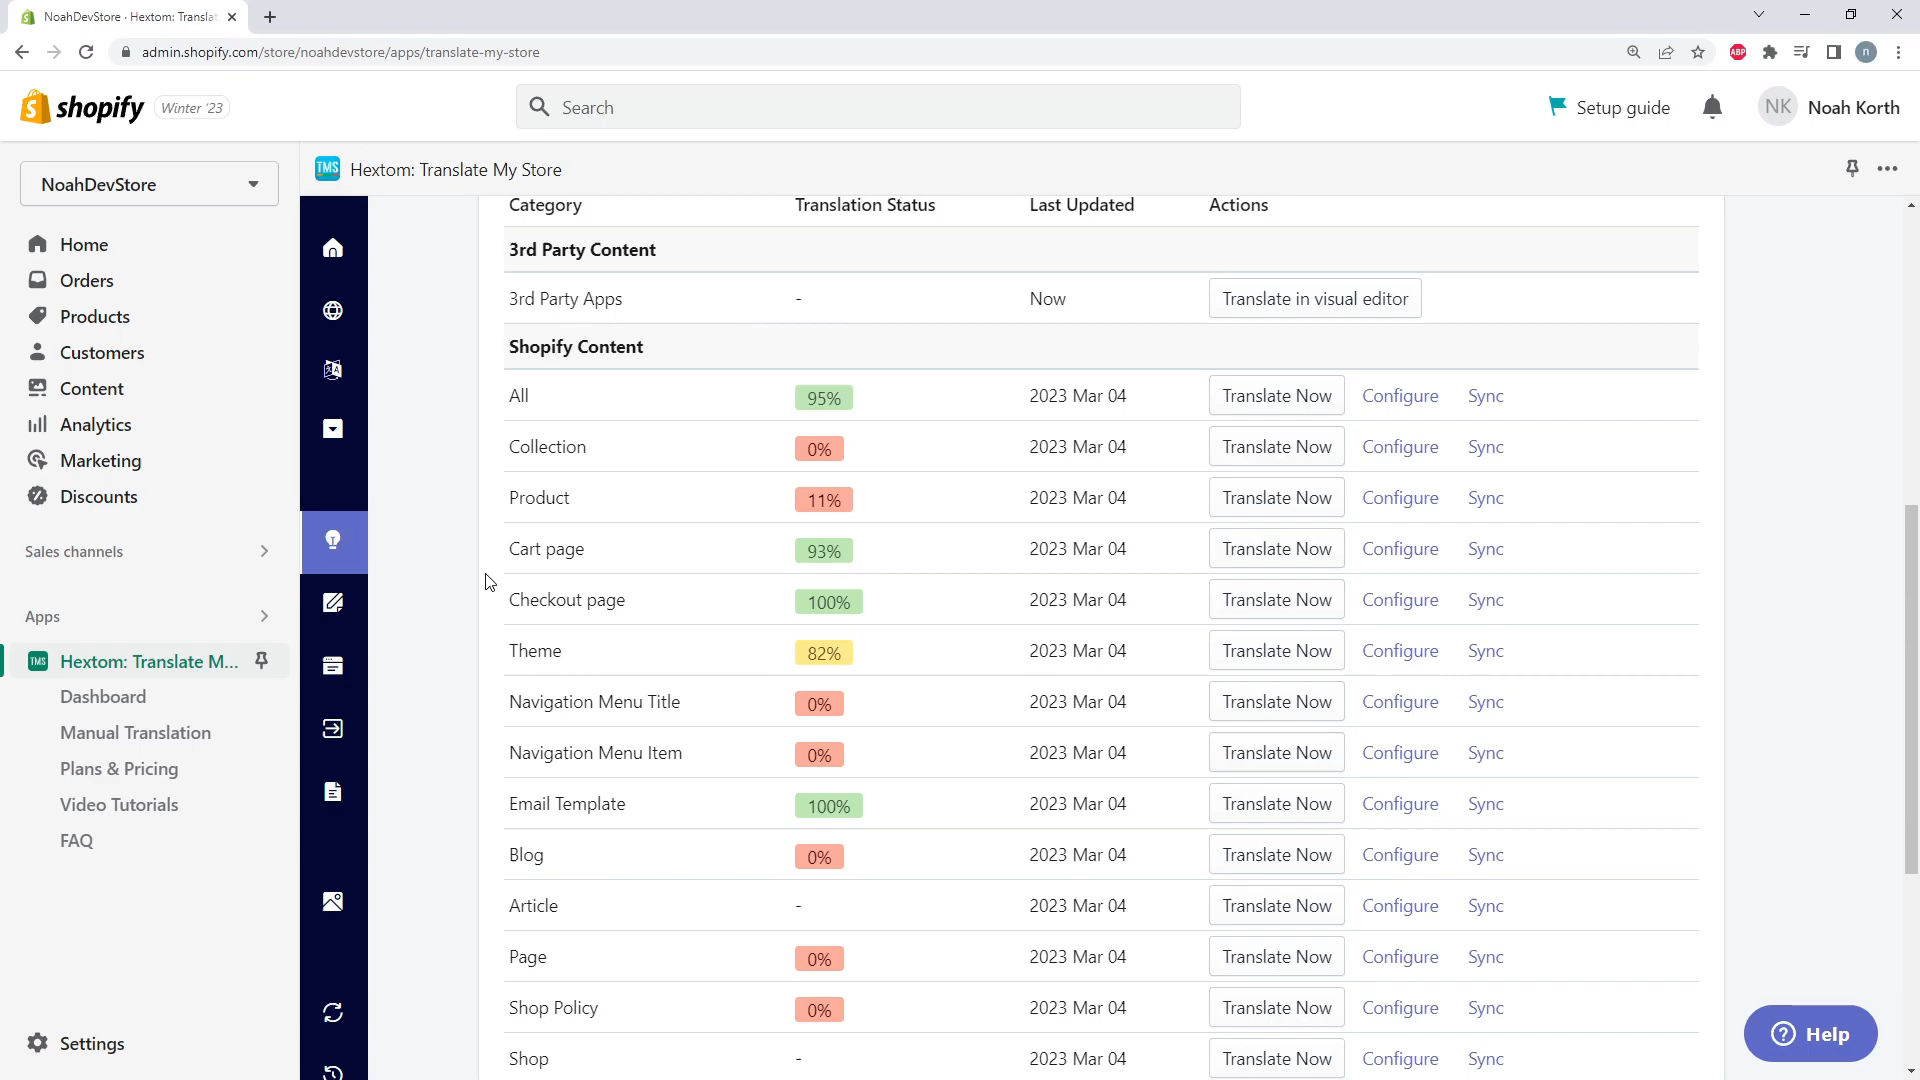 NoahDevStore · Hextom: Translat
admin.shopify.com/store/noahdevstore/apps/translate-my-store
ABP
n
shopify Winter '23
Search
Setup guide
NK Noah Korth
NoahDevStore
Home
Orders
Products
Customers
Content
Analytics
Marketing
Discounts
Sales channels
Apps
TMS Hextom: Translate M...
Dashboard
Manual Translation
Plans & Pricing
Video Tutorials
FAQ
Settings
TMS Hextom: Translate My Store
Category Translation Status Last Updated Actions
3rd Party Content
3rd Party Apps - Now Translate in visual editor
Shopify Content
All 95% 2023 Mar 04 Translate Now Configure Sync
Collection 0% 2023 Mar 04 Translate Now Configure Sync
Product 11% 2023 Mar 04 Translate Now Configure Sync
Cart page 93% 2023 Mar 04 Translate Now Configure Sync
Checkout page 100% 2023 Mar 04 Translate Now Configure Sync
Theme 82% 2023 Mar 04 Translate Now Configure Sync
Navigation Menu Title 0% 2023 Mar 04 Translate Now Configure Sync
Navigation Menu Item 0% 2023 Mar 04 Translate Now Configure Sync
Email Template 100% 2023 Mar 04 Translate Now Configure Sync
Blog 0% 2023 Mar 04 Translate Now Configure Sync
Article - 2023 Mar 04 Translate Now Configure Sync
Page 0% 2023 Mar 04 Translate Now Configure Sync
Shop Policy 0% 2023 Mar 04 Translate Now Configure Sync
Shop - 2023 Mar 04 Translate Now Configure Sync
Help